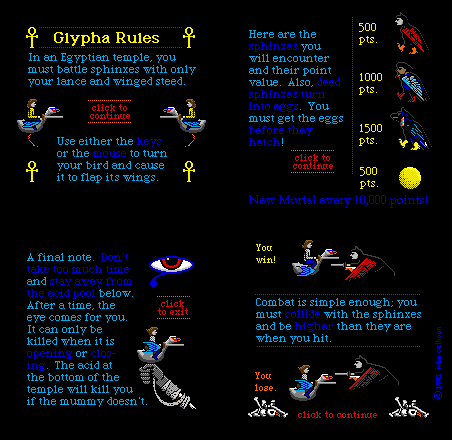 Glypha Rules
In an Egyptian temple, you
must battle sphinxes with only
your lance and winged steed.
click to
continue
Use either the keys
or the mouse to turn
your bird and cause
it to flap its wings.
Here are the
sphinxes you
will encounter
and their point
value. Also, dead
sphinxes turn
into eggs. You
must get the eggs
before they
hatch!
click to
continue
500
pts.
1000
pts.
1500
pts.
500
pts.
New Mortal every 10,000 points!
A final note. Don't
take too much time
and stay away from
the acid pool below.
After a time, the
eye comes for you.
It can only be
killed when it is
opening or clos-
ing. The acid at
the bottom of the
temple will kill you
if the mummy doesn't.
click
to exit
You
win!
Combat is simple enough; you
must collide with the sphinxes
and be higher than they are
when you hit.
You
lose.
click to continue